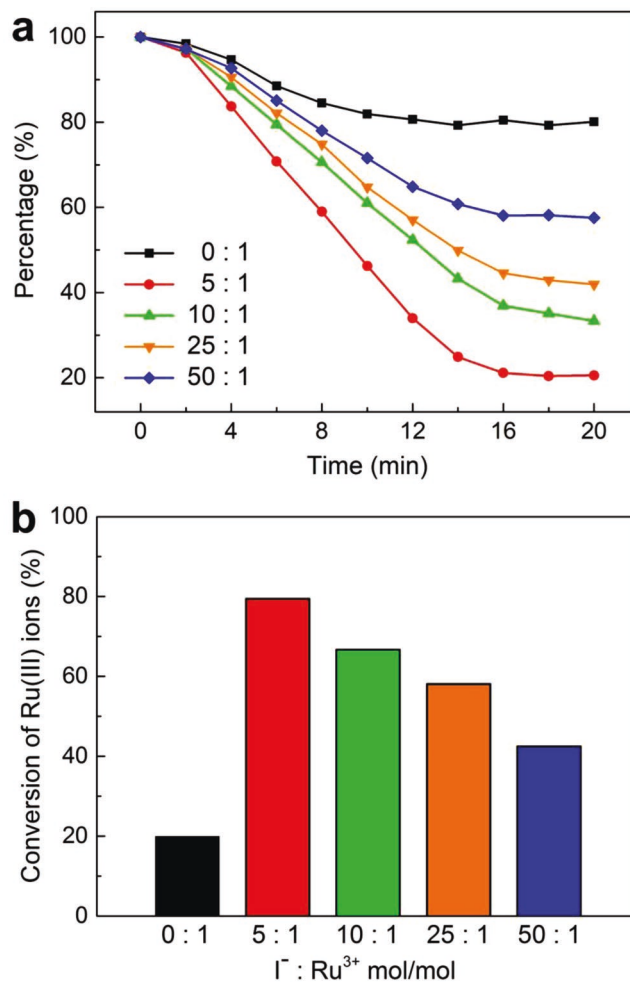 a
Percentage (%)
100
80
60
40
20
0 : 1
5 : 1
10 : 1
25 : 1
50 : 1
0 4 8 12 16 20
Time (min)
b
Conversion of Ru(III) ions (%)
100
80
60
40
20
0
0 : 1 5 : 1 10 : 1 25 : 1 50 : 1
I⁻ : Ru³⁺ mol/mol